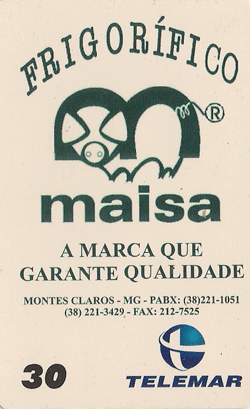 FRIGORÍFICO
m®
maisa
A MARCA QUE
GARANTE QUALIDADE
MONTES CLAROS - MG - PABX: (38)221-1051
(38) 221-3429 - FAX: 212-7525
30
TELEMAR